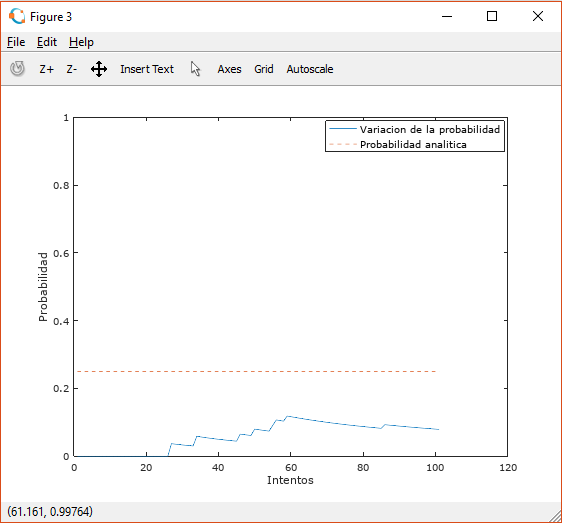 Figure 3
File Edit Help
Z+ Z- Insert Text Axes Grid Autoscale
1
Variacion de la probabilidad
Probabilidad analitica
0.8
0.6
Probabilidad
0.4
0.2
0
0 20 40 60 80 100 120
Intentos
(61.161, 0.99764)